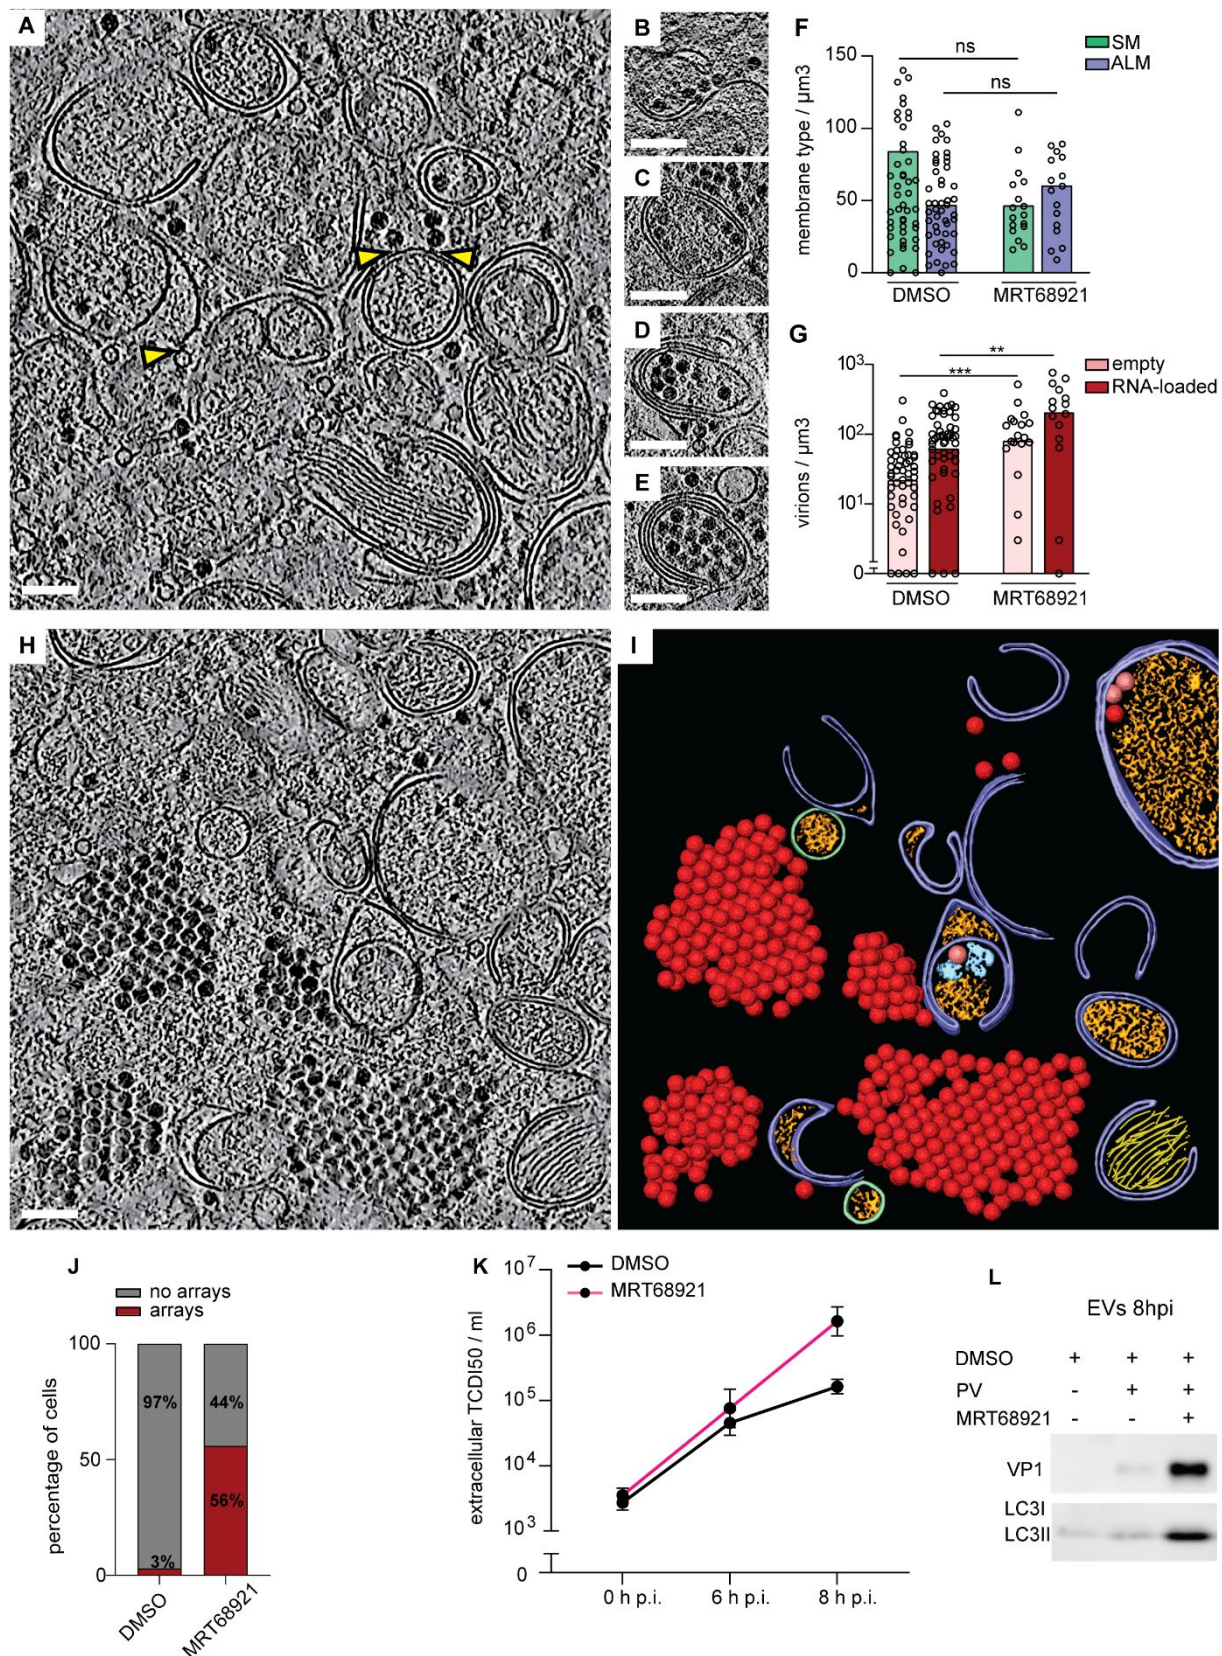 A
B
C
D
E
F
SM
ALM
ns
ns
membrane type / µm3
150
100
50
0
DMSO
MRT68921
G
empty
RNA-loaded
**
***
virions / µm3
10³
10²
10¹
0
DMSO
MRT68921
H
I
J
no arrays
arrays
percentage of cells
100
50
0
97%
44%
56%
3%
DMSO
MRT68921
K
DMSO
MRT68921
extracellular TCDI50 / ml
10⁷
10⁶
10⁵
10⁴
10³
0
0 h p.i.
6 h p.i.
8 h p.i.
L
EVs 8hpi
DMSO + + +
PV - + +
MRT68921 - - +
VP1
LC3I
LC3II